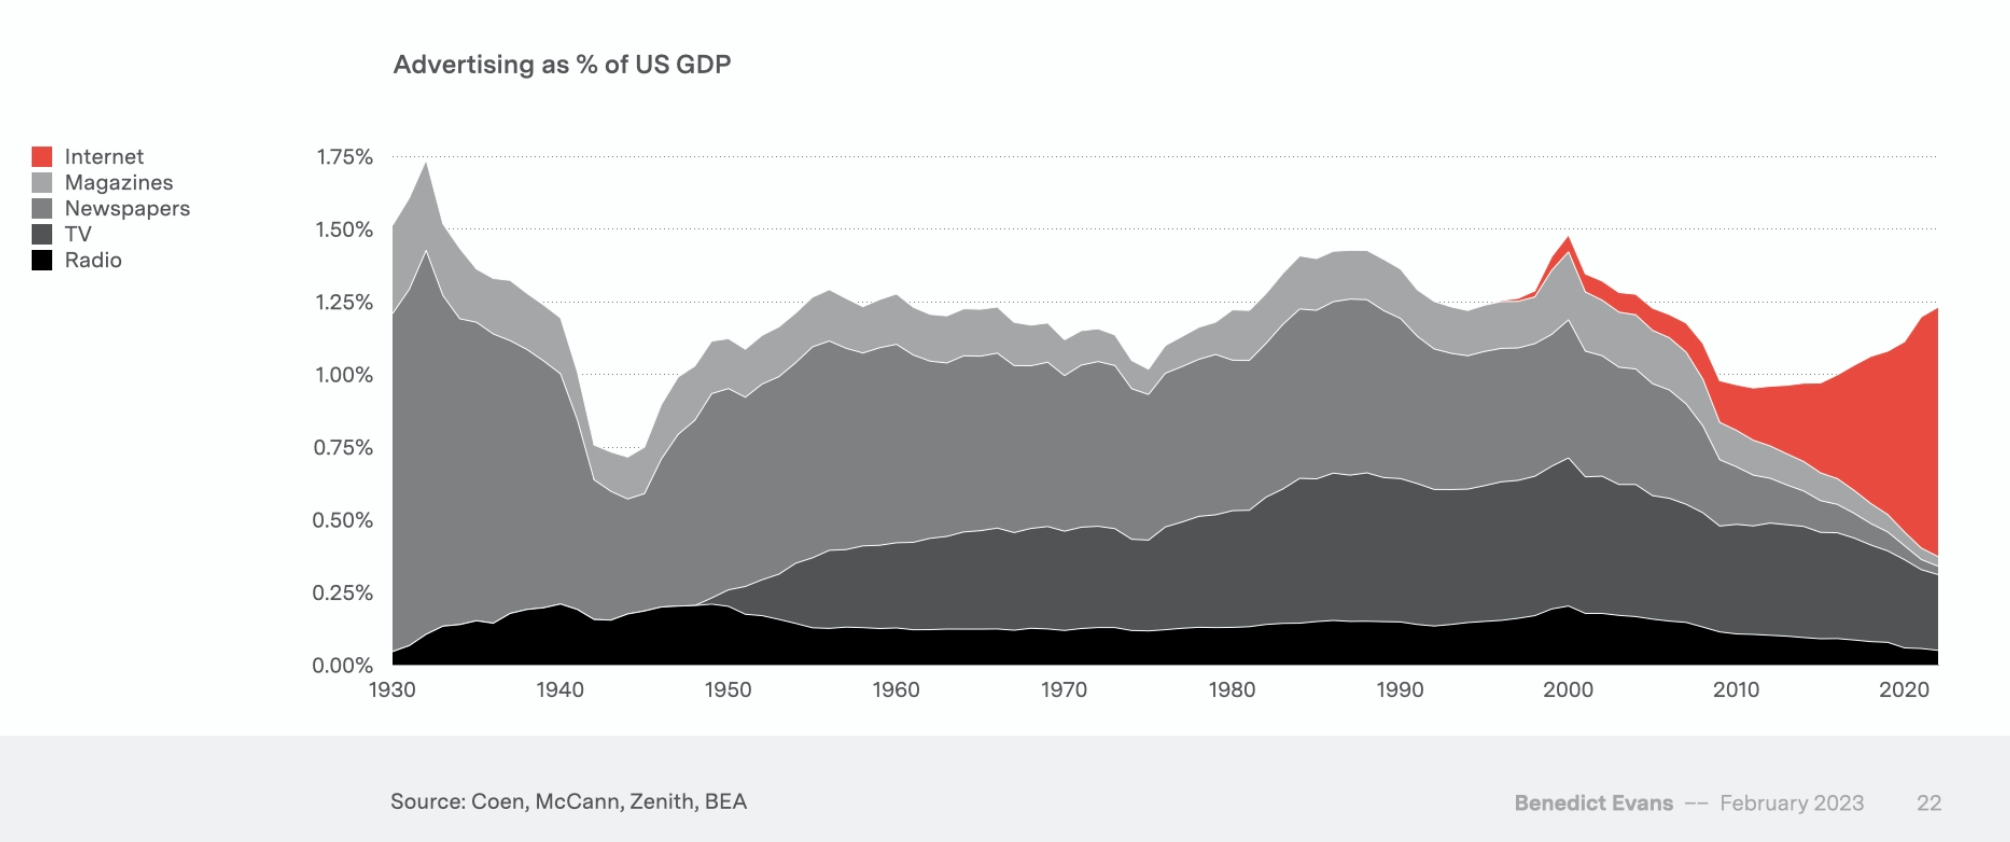 Advertising as % of US GDP
Internet
Magazines
Newspapers
TV
Radio
1.75%
1.50%
1.25%
1.00%
0.75%
0.50%
0.25%
0.00%
1930 1940 1950 1960 1970 1980 1990 2000 2010 2020
Source: Coen, McCann, Zenith, BEA
Benedict Evans –– February 2023 22